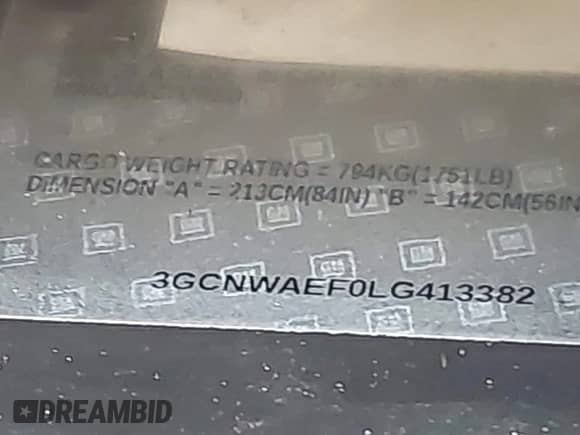 CARGO WEIGHT RATING = 794KG(1751LB)
DIMENSION "A" = 213CM(84IN) "B" = 142CM(56IN
3GCNWAEF0LG413382
DREAMBID